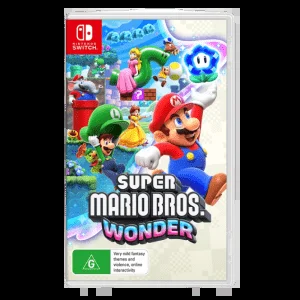 NINTENDO
SWITCH
SUPER
MARIO BROS.
WONDER
G
Very mild fantasy
themes and
violence, online
interactivity